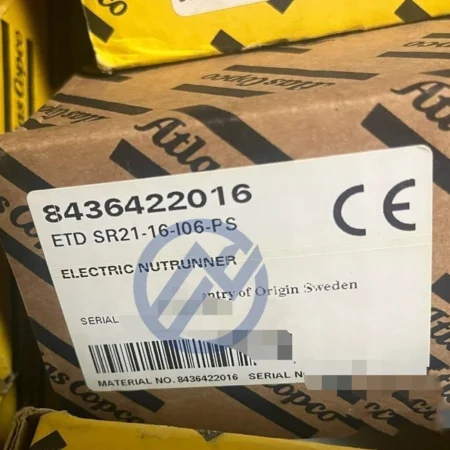 Atlas Copco
Atlas Copco
8436422016
ETD SR21-16-I06-PS
ELECTRIC NUTRUNNER
CE
ntry of Origin Sweden
SERIAL
MATERIAL NO. 8436422016 SERIAL N
as Copco